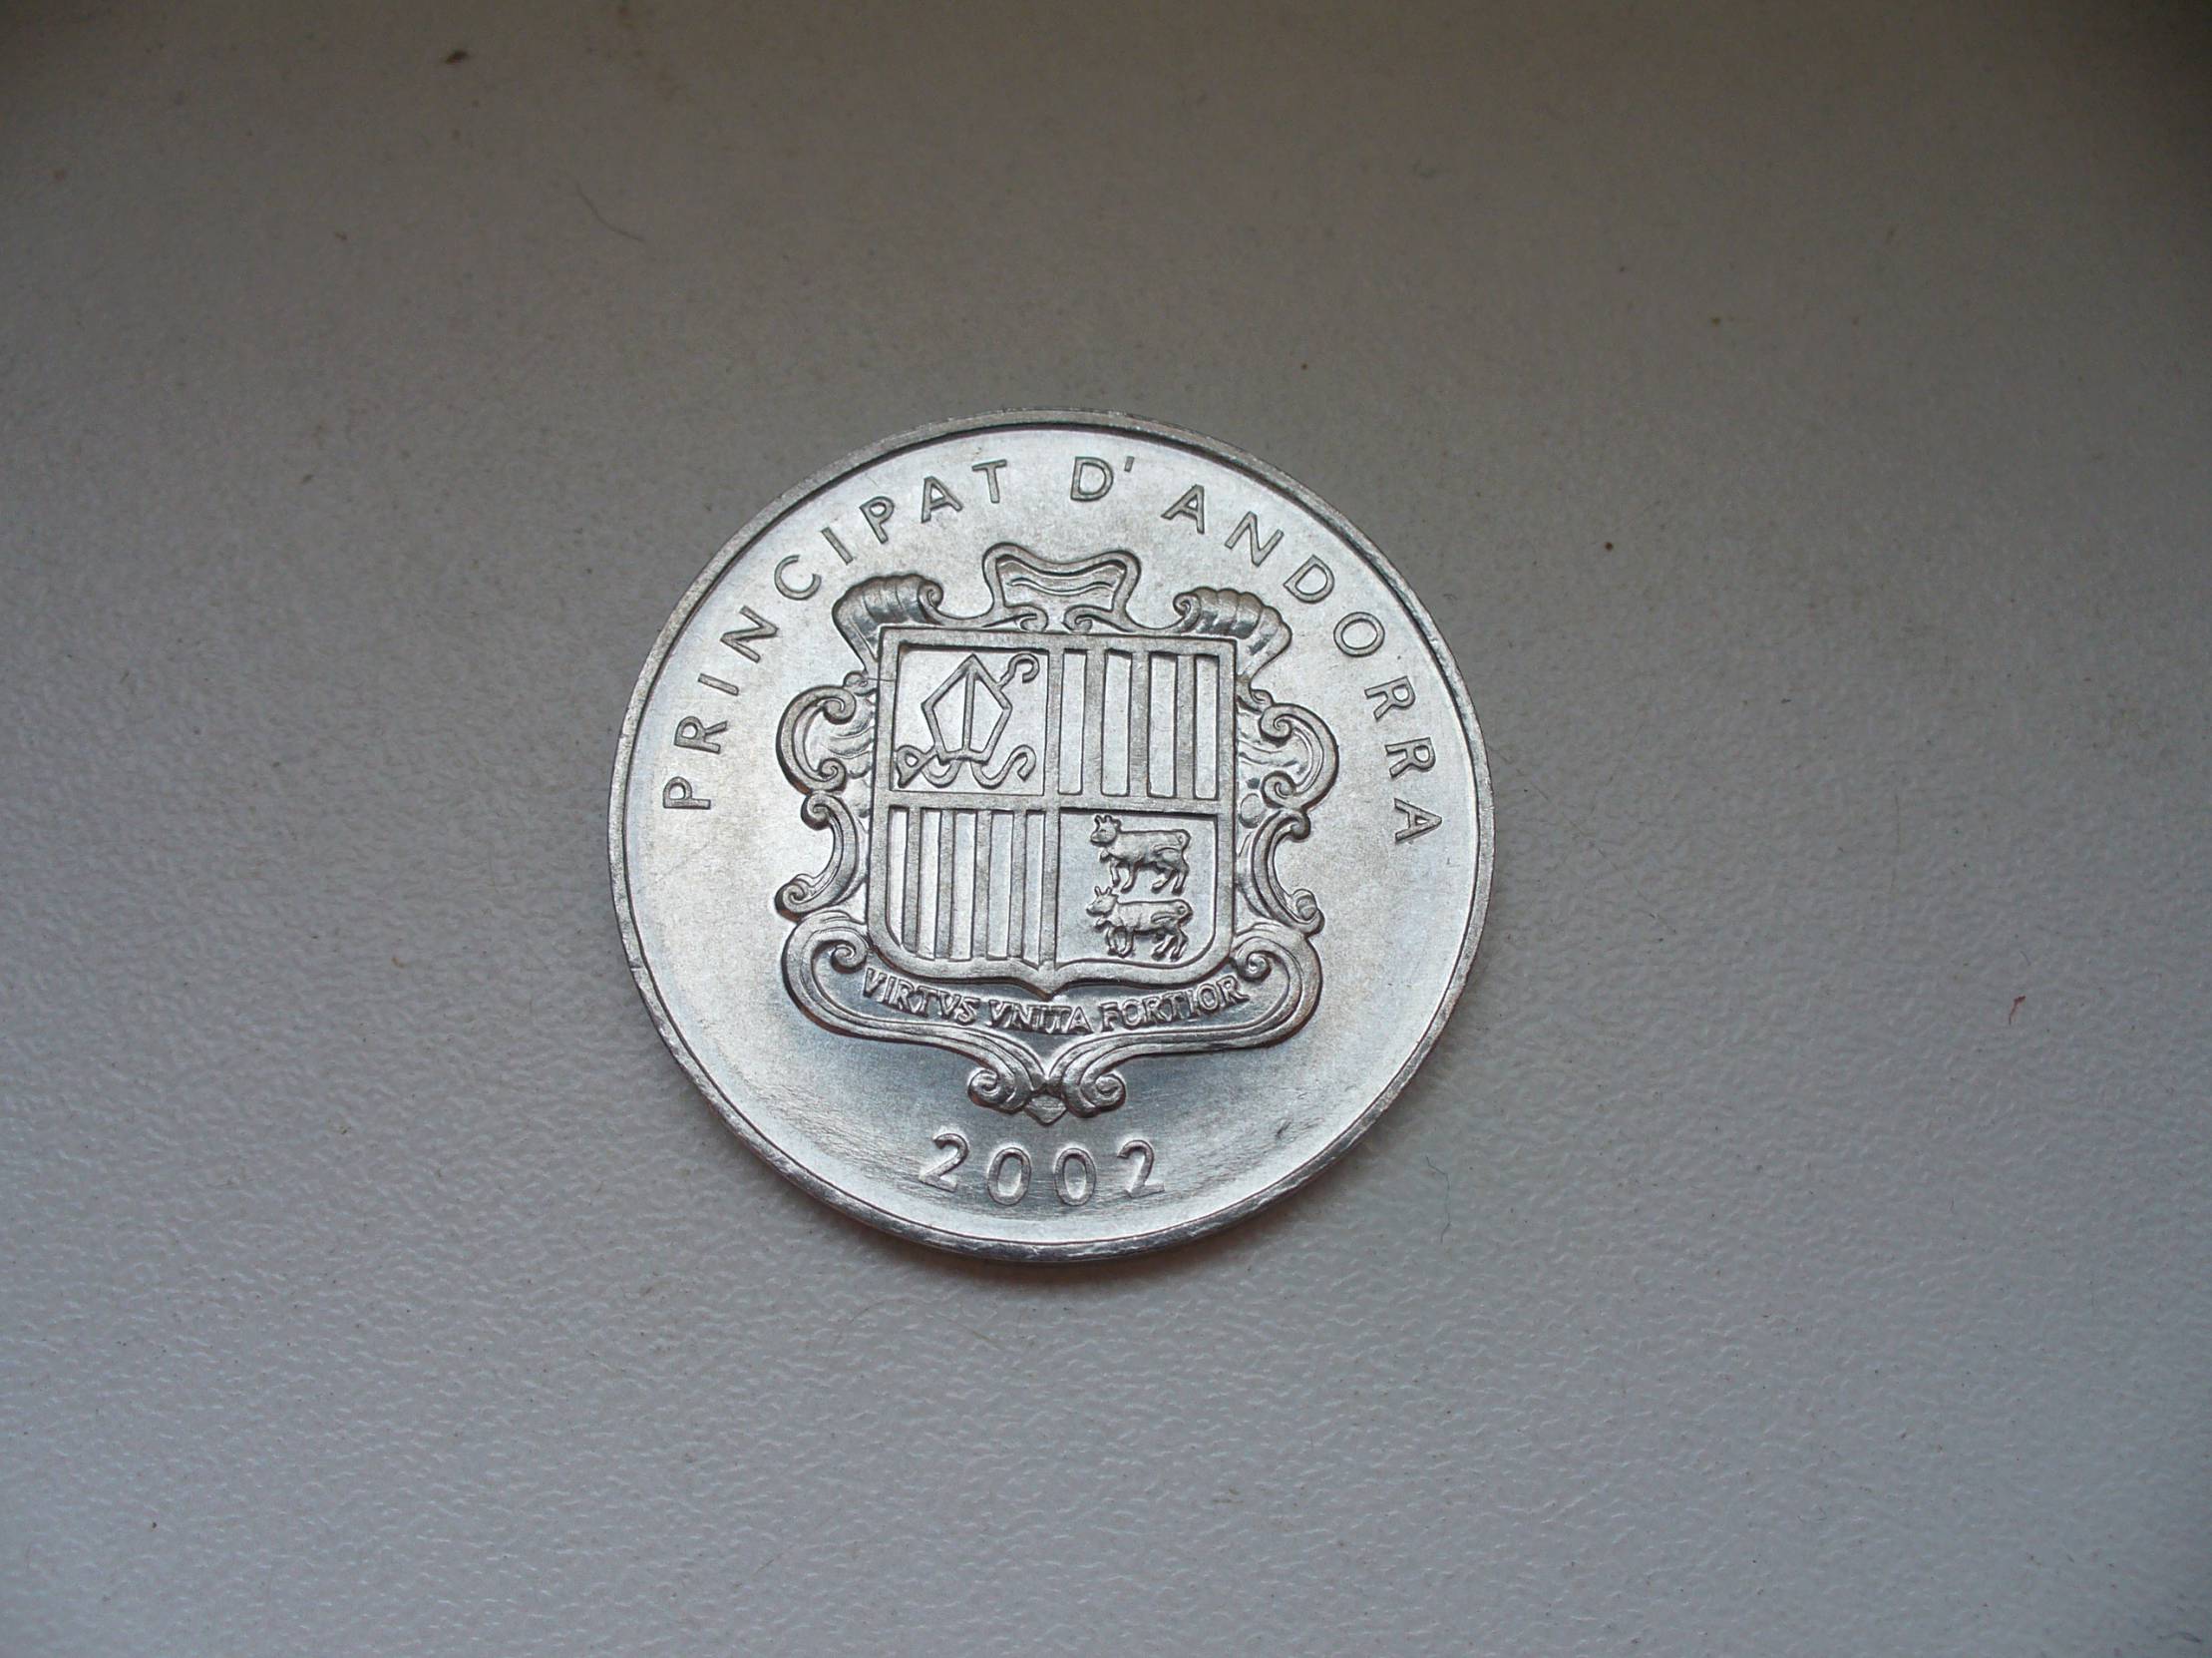 PRINCIPAT D'ANDORRA
VIRTVS VNITA FORTIOR
2002